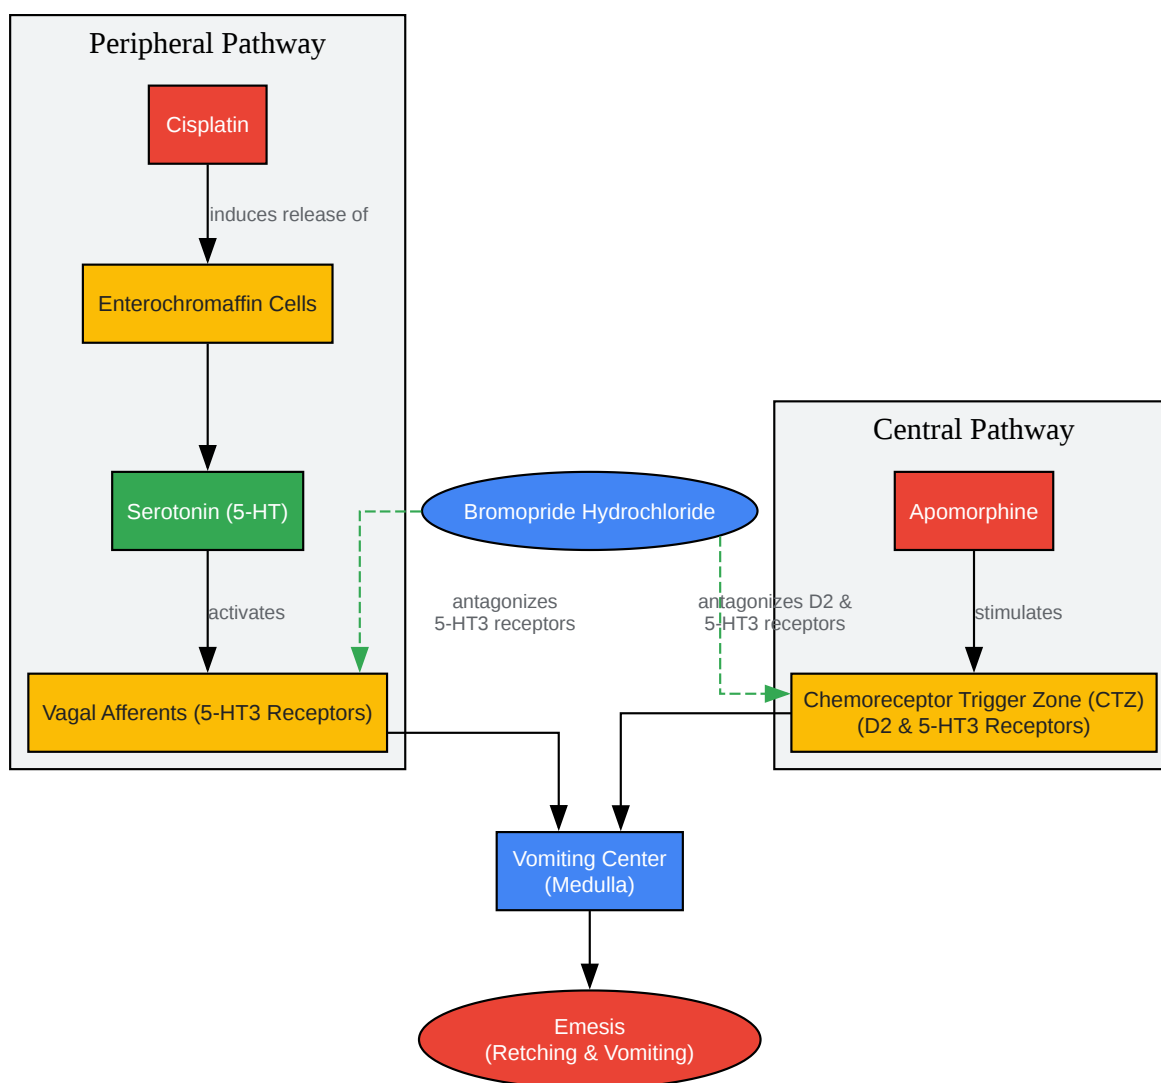 Peripheral Pathway
Cisplatin
induces release of
Enterochromaffin Cells
Central Pathway
Serotonin (5-HT)
Bromopride Hydrochloride
Apomorphine
activates
antagonizes
5-HT3 receptors
antagonizes D2 &
5-HT3 receptors
stimulates
Vagal Afferents (5-HT3 Receptors)
Chemoreceptor Trigger Zone (CTZ)
(D2 & 5-HT3 Receptors)
Vomiting Center
(Medulla)
Emesis
(Retching & Vomiting)